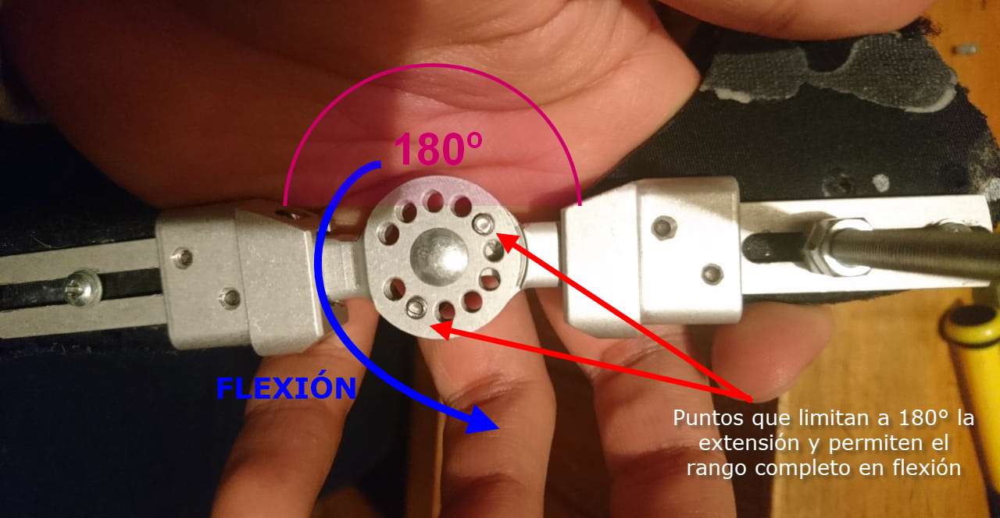 180º
FLEXIÓN
Puntos que limitan a 180° la
extensión y permiten el
rango completo en flexión